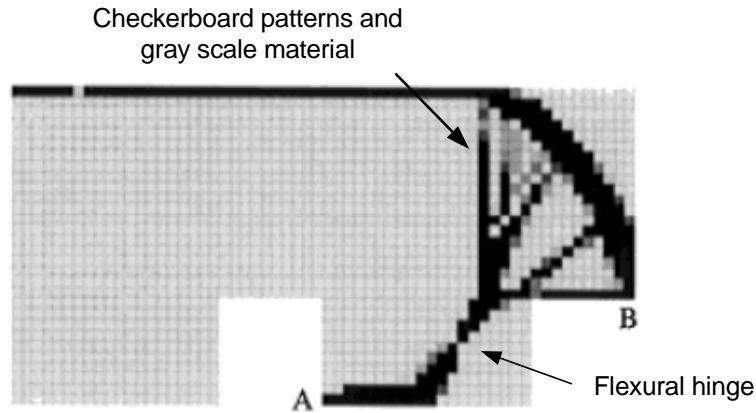 Checkerboard patterns and
gray scale material
B
A
Flexural hinge